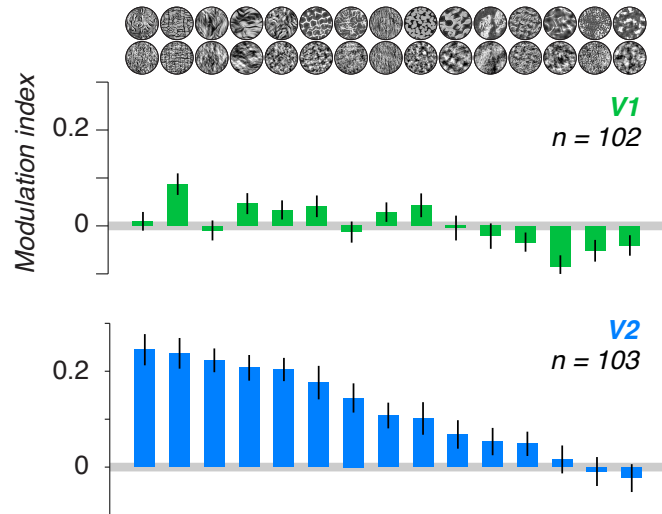 Modulation index
0.2
0
V1
n = 102
0.2
0
V2
n = 103